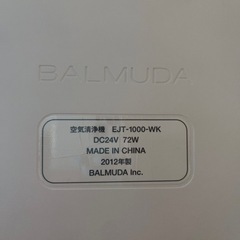 BALMUDA
空気清浄機 EJT-1000-WK
DC24V 72W
MADE IN CHINA
2012年製
BALMUDA Inc.